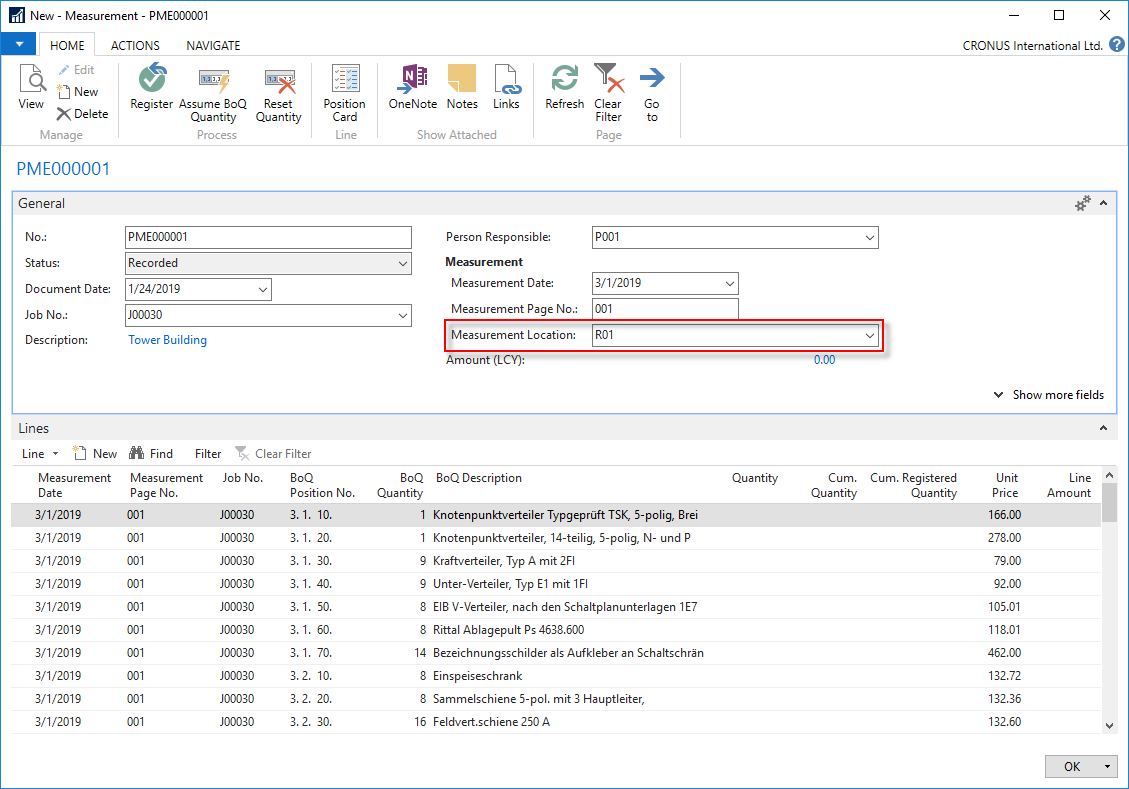 New - Measurement - PME000001
HOME ACTIONS NAVIGATE CRONUS International Ltd. ?
View
Edit
New
Delete
Manage
Register
Assume BoQ Quantity
Reset Quantity
Process
Position Card
Line
OneNote
Notes
Links
Show Attached
Refresh
Clear Filter
Go to
Page
PME000001
General
No.: PME000001
Status: Recorded
Document Date: 1/24/2019
Job No.: J00030
Description: Tower Building
Person Responsible: P001
Measurement
Measurement Date: 3/1/2019
Measurement Page No.: 001
Measurement Location: R01
Amount (LCY): 0.00
Show more fields
Lines
Line New Find Filter Clear Filter
Measurement Date Measurement Page No. Job No. BoQ Position No. BoQ Quantity BoQ Description Quantity Cum. Quantity Cum. Registered Quantity Unit Price Line Amount
3/1/2019 001 J00030 3. 1. 10. 1 Knotenpunktverteiler Typgeprüft TSK, 5-polig, Brei 166.00
3/1/2019 001 J00030 3. 1. 20. 1 Knotenpunktverteiler, 14-teilig, 5-polig, N- und P 278.00
3/1/2019 001 J00030 3. 1. 30. 9 Kraftverteiler, Typ A mit 2FI 79.00
3/1/2019 001 J00030 3. 1. 40. 9 Unter-Verteiler, Typ E1 mit 1FI 92.00
3/1/2019 001 J00030 3. 1. 50. 8 EIB V-Verteiler, nach den Schaltplanunterlagen 1E7 105.01
3/1/2019 001 J00030 3. 1. 60. 8 Rittal Ablagepult Ps 4638.600 118.01
3/1/2019 001 J00030 3. 1. 70. 14 Bezeichnungsschilder als Aufkleber an Schaltschrän 462.00
3/1/2019 001 J00030 3. 2. 10. 8 Einspeiseschrank 132.72
3/1/2019 001 J00030 3. 2. 20. 8 Sammelschiene 5-pol. mit 3 Hauptleiter, 132.36
3/1/2019 001 J00030 3. 2. 30. 16 Feldvert.schiene 250 A 132.60
OK